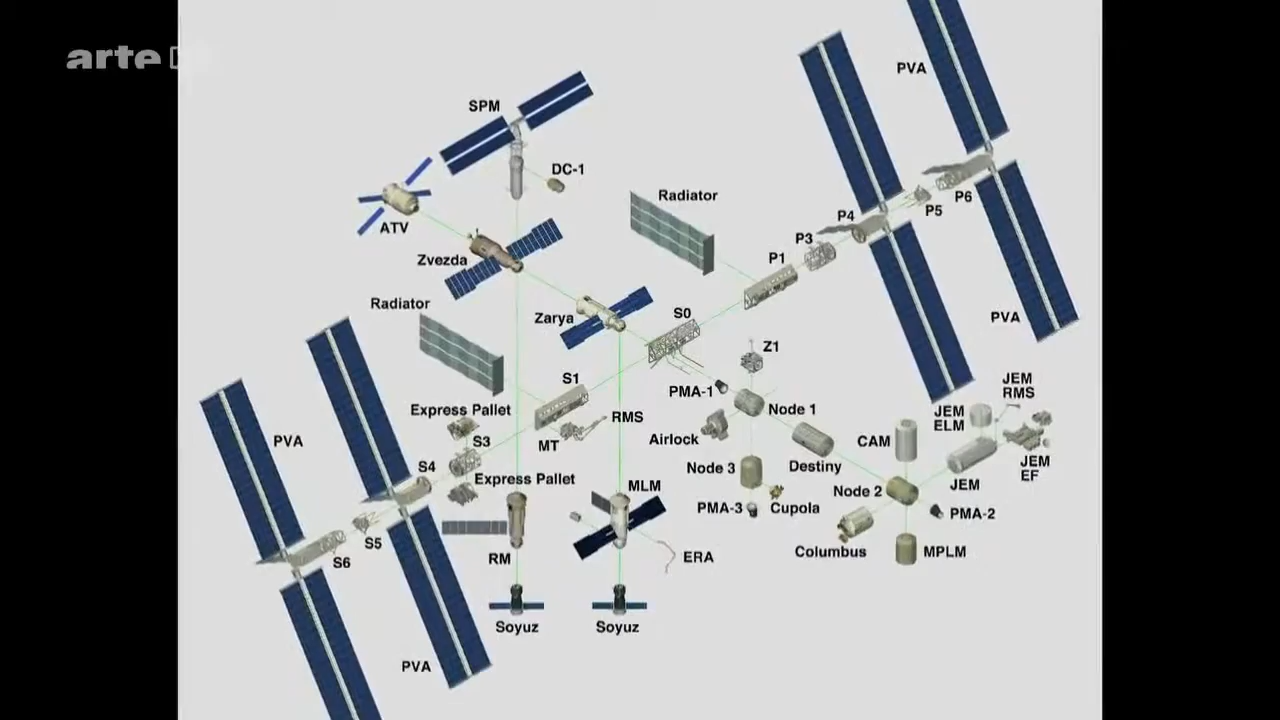 arte
PVA
SPM
DC-1
Radiator
P6
P5
ATV
P4
P3
Zvezda
P1
Radiator
Zarya
S0
PVA
Z1
S1
PMA-1
JEM
RMS
Express Pallet
RMS
Node 1
JEM
ELM
PVA
S3
MT
Airlock
CAM
S4
Express Pallet
Node 3
Destiny
JEM
EF
MLM
Node 2
JEM
PMA-3
Cupola
PMA-2
S5
S6
RM
ERA
Columbus
MPLM
Soyuz
Soyuz
PVA